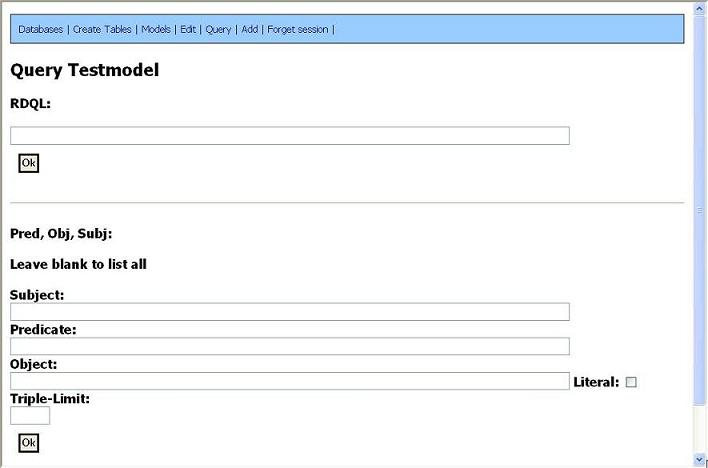 Databases | Create Tables | Models | Edit | Query | Add | Forget session |
Query Testmodel
RDQL:
Ok
Pred, Obj, Subj:
Leave blank to list all
Subject:
Predicate:
Object:
Literal:
Triple-Limit:
Ok